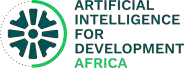 ARTIFICIAL
INTELLIGENCE
FOR
DEVELOPMENT
AFRICA